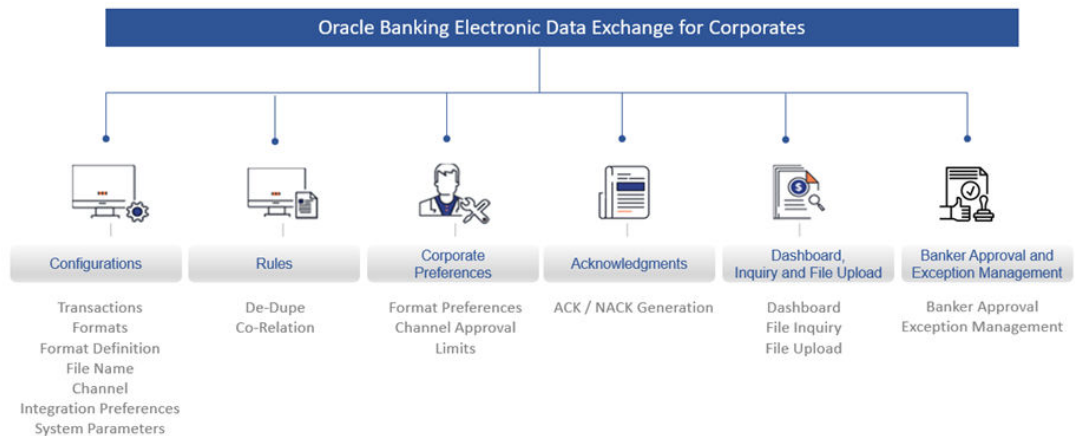 Oracle Banking Electronic Data Exchange for Corporates
Configurations
Transactions
Formats
Format Definition
File Name
Channel
Integration Preferences
System Parameters
Rules
De-Dupe
Co-Relation
Corporate
Preferences
Format Preferences
Channel Approval
Limits
Acknowledgments
ACK / NACK Generation
Dashboard,
Inquiry and File Upload
Dashboard
File Inquiry
File Upload
Banker Approval and
Exception Management
Banker Approval
Exception Management